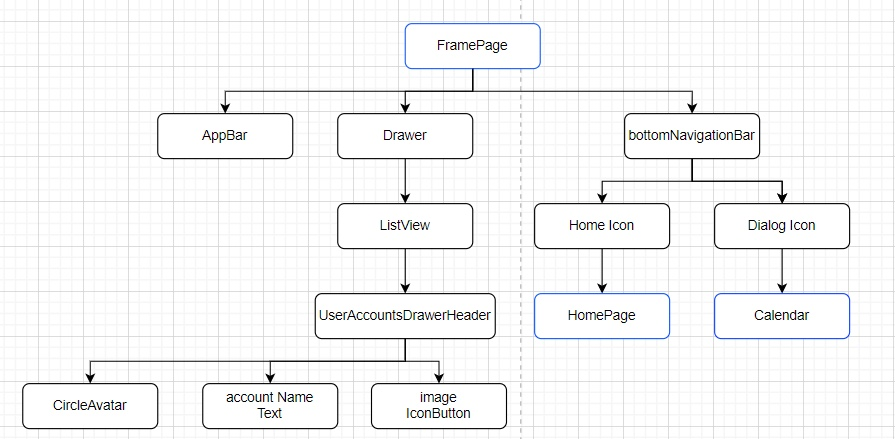 FramePage
AppBar
Drawer
bottomNavigationBar
ListView
Home Icon
Dialog Icon
UserAccountsDrawerHeader
HomePage
Calendar
CircleAvatar
account Name
Text
image
IconButton